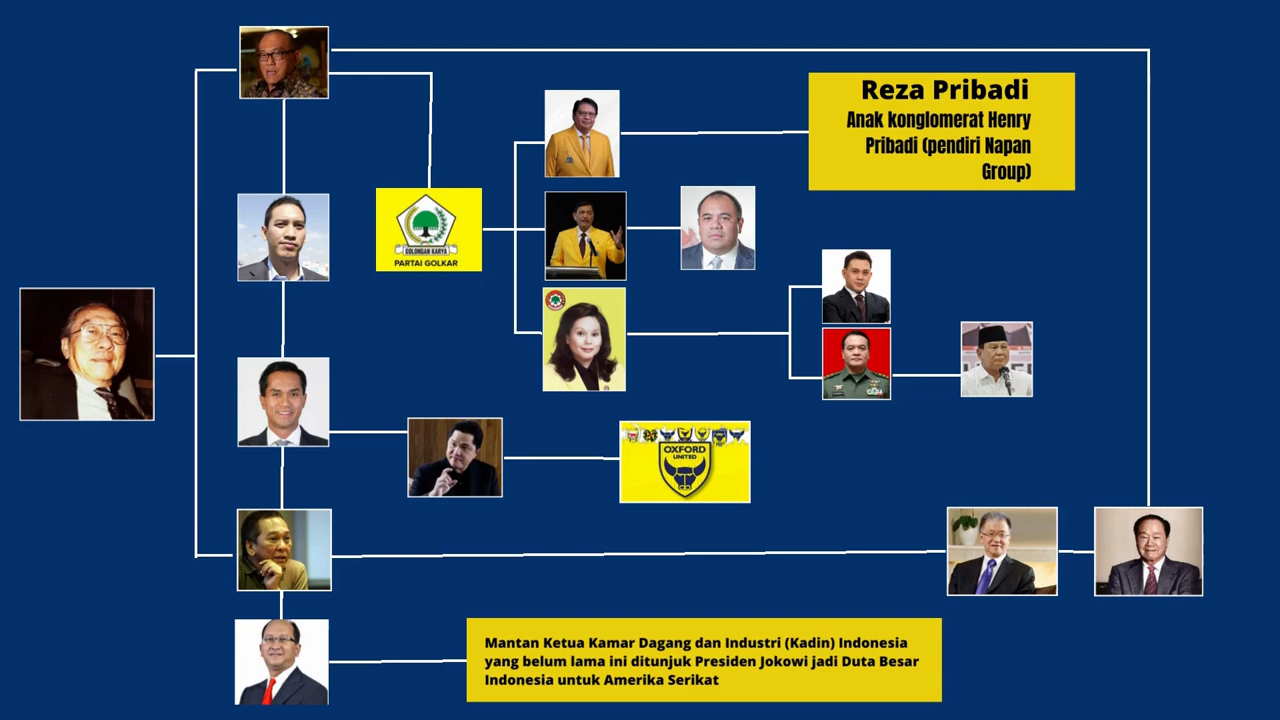 Reza Pribadi
Anak konglomerat Henry
Pribadi (pendiri Napan
Group)
GOLONGAN KARYA
PARTAI GOLKAR
OXFORD
UNITED
Mantan Ketua Kamar Dagang dan Industri (Kadin) Indonesia
yang belum lama ini ditunjuk Presiden Jokowi jadi Duta Besar
Indonesia untuk Amerika Serikat